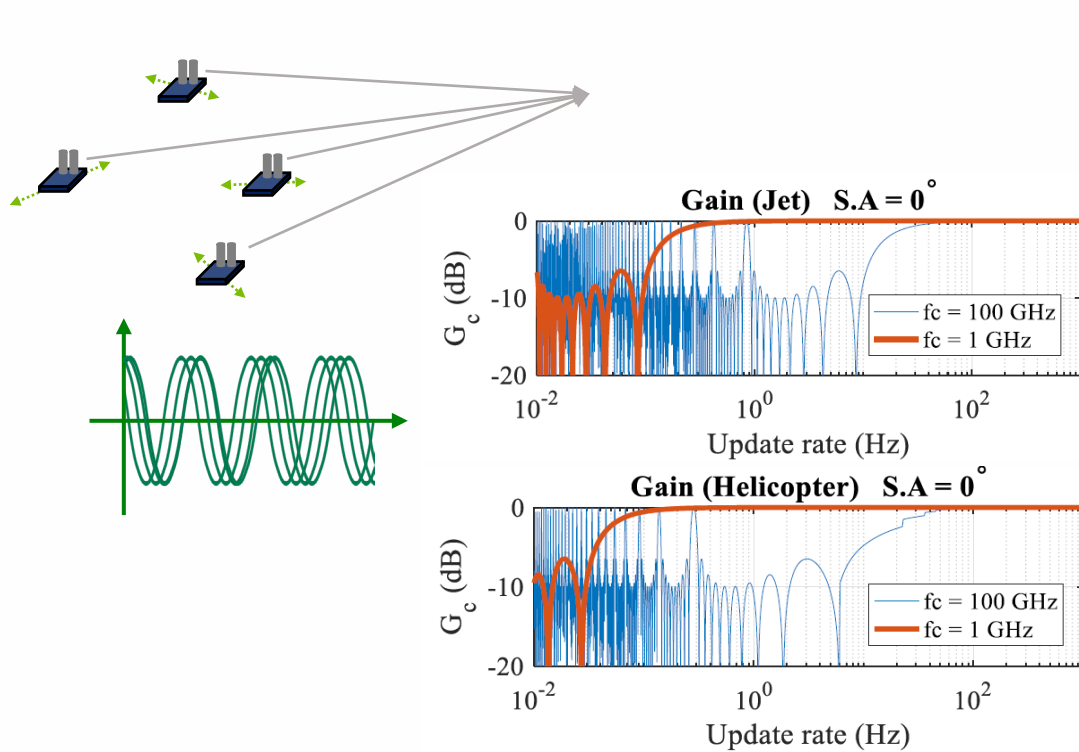 Gain (Jet) S.A = 0°
0
-10
-20
G_c (dB)
fc = 100 GHz
fc = 1 GHz
10^-2 10^0 10^2
Update rate (Hz)
Gain (Helicopter) S.A = 0°
0
-10
-20
G_c (dB)
fc = 100 GHz
fc = 1 GHz
10^-2 10^0 10^2
Update rate (Hz)